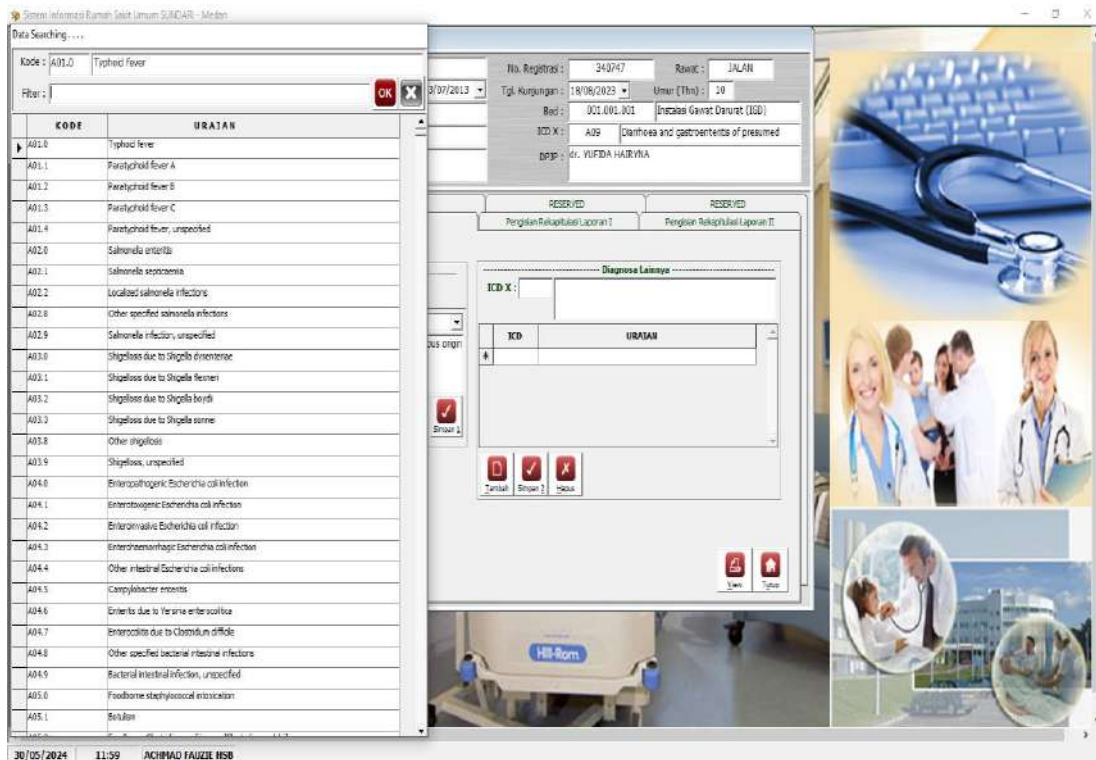 Sistem Informasi Rumah Sakit Umum SUNDARI - Medan
Data Searching....
Kode : A01.0 Typhoid Fever
Filter :
OK X
KODE URAIAN
A01.0 Typhoid fever
A01.1 Paratyphoid fever A
A01.2 Paratyphoid fever B
A01.3 Paratyphoid fever C
A01.4 Paratyphoid fever, unspecified
A02.0 Salmonella enteritis
A02.1 Salmonella septicaemia
A02.2 Localized salmonella infections
A02.8 Other specified salmonella infections
A02.9 Salmonella infection, unspecified
A03.0 Shigellosis due to Shigella dysenteriae
A03.1 Shigellosis due to Shigella flexneri
A03.2 Shigellosis due to Shigella boydii
A03.3 Shigellosis due to Shigella sonnei
A03.8 Other shigellosis
A03.9 Shigellosis, unspecified
A04.0 Enteropathogenic Escherichia coli infection
A04.1 Enterotoxigenic Escherichia coli infection
A04.2 Enteroinvasive Escherichia coli infection
A04.3 Enterohaemorrhagic Escherichia coli infection
A04.4 Other intestinal Escherichia coli infections
A04.5 Campylobacter enteritis
A04.6 Enteritis due to Yersinia enterocolitica
A04.7 Enterocolitis due to Clostridium difficile
A04.8 Other specified bacterial intestinal infections
A04.9 Bacterial intestinal infection, unspecified
A05.0 Foodborne staphylococcal intoxication
A05.1 Botulism
3/07/2013
No. Registrasi : 340747 Rawat : JALAN
Tgl. Kunjungan : 18/08/2023 Umur (Thn) : 10
Bed : 001.001.001 Instalasi Gawat Darurat (IGD)
ICD X : A09 Diarrhoea and gastroenteritis of presumed
DPJP : dr. YUFIDA HAIRYNA
RESERVED RESERVED
Pengisian Rekapitulasi Laporan I Pengisian Rekapitulasi Laporan II
Diagnosa Lainnya
ICD X :
ous origin
ICD URAIAN
Simpan 1
Tambah Simpan 2 Hapus
View Tutup
Hill-Rom
30/05/2024 11:59 ACHMAD FAUZIE HSB